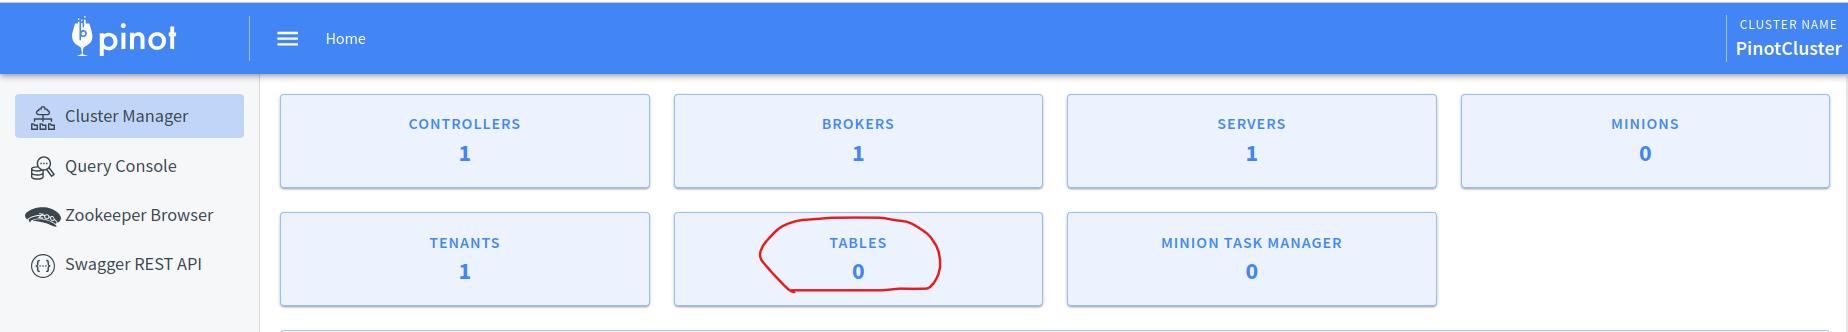 pinot
Home
CLUSTER NAME
PinotCluster
Cluster Manager
Query Console
Zookeeper Browser
Swagger REST API
CONTROLLERS
1
BROKERS
1
SERVERS
1
MINIONS
0
TENANTS
1
TABLES
0
MINION TASK MANAGER
0